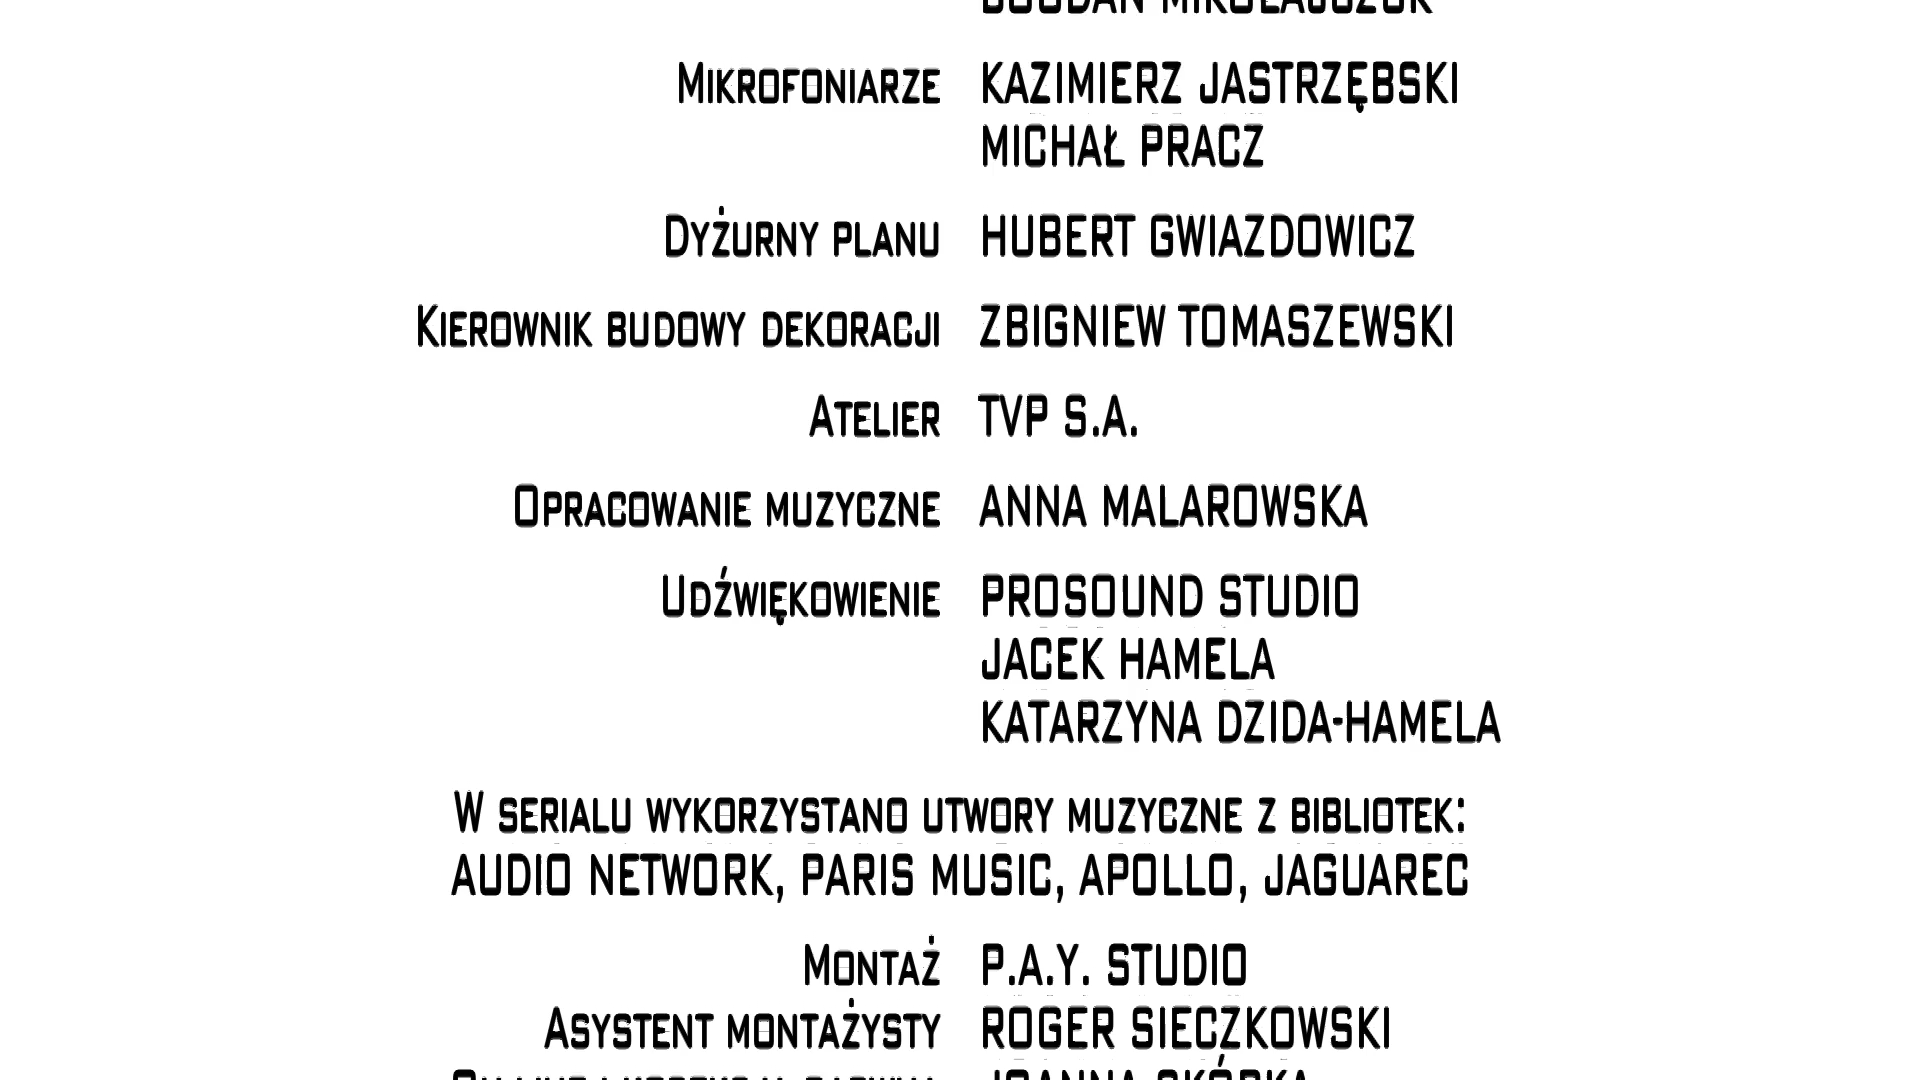 Mikrofoniarze KAZIMIERZ JASTRZĘBSKI
MICHAŁ PRACZ
Dyżurny planu HUBERT GWIAZDOWICZ
Kierownik budowy dekoracji ZBIGNIEW TOMASZEWSKI
Atelier TVP S.A.
Opracowanie muzyczne ANNA MALAROWSKA
Udźwiękowienie PROSOUND STUDIO
JACEK HAMELA
KATARZYNA DZIDA-HAMELA
W serialu wykorzystano utwory muzyczne z bibliotek:
AUDIO NETWORK, PARIS MUSIC, APOLLO, JAGUAREC
Montaż P.A.Y. STUDIO
Asystent montażysty ROGER SIECZKOWSKI